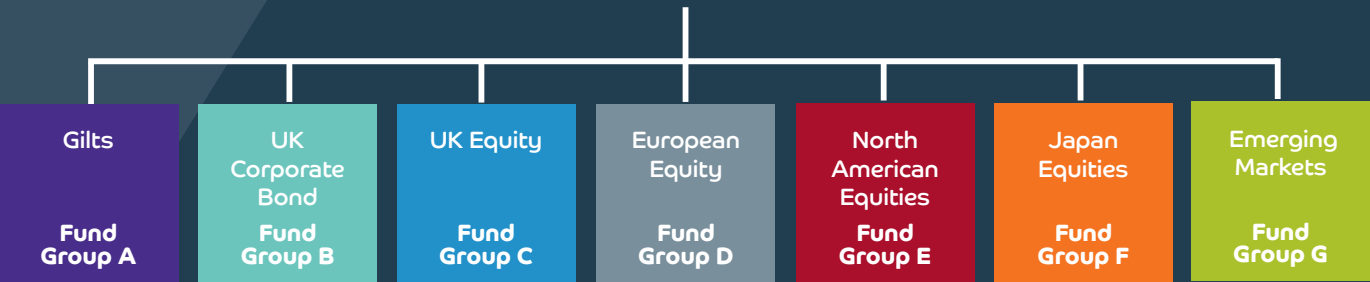 Gilts
Fund
Group A
UK
Corporate
Bond
Fund
Group B
UK Equity
Fund
Group C
European
Equity
Fund
Group D
North
American
Equities
Fund
Group E
Japan
Equities
Fund
Group F
Emerging
Markets
Fund
Group G